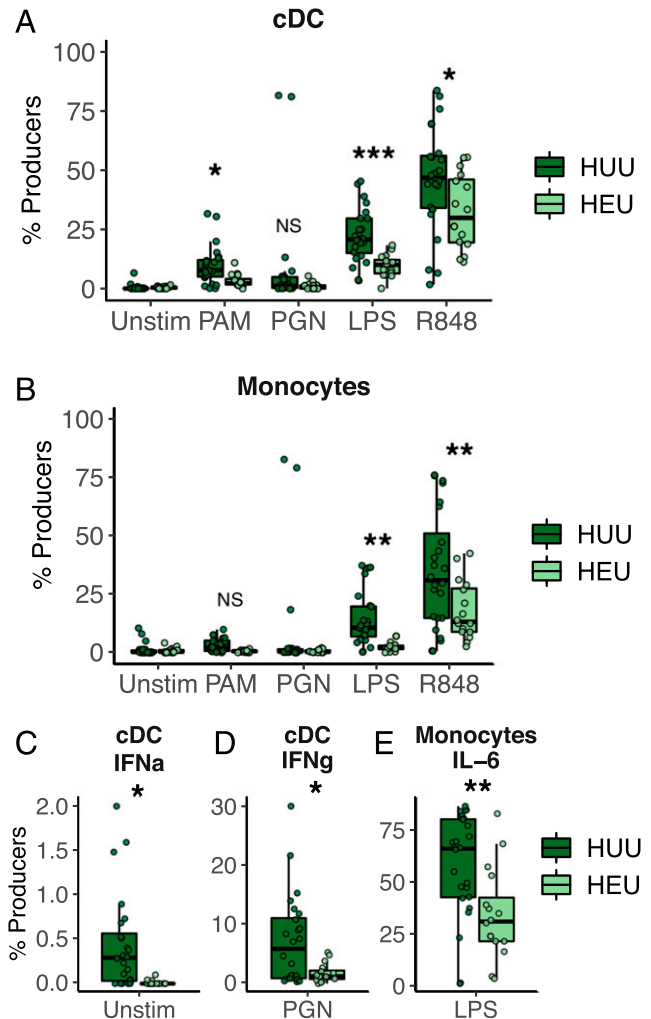 A
cDC
100
75
50
25
0
% Producers
*
NS
***
*
Unstim PAM PGN LPS R848
HUU
HEU
B
Monocytes
100
75
50
25
0
% Producers
NS
**
**
Unstim PAM PGN LPS R848
HUU
HEU
C
cDC
IFNa
*
2.0
1.5
1.0
0.5
0.0
% Producers
Unstim
D
cDC
IFNg
*
30
20
10
0
PGN
E
Monocytes
IL–6
**
75
50
25
0
LPS
HUU
HEU